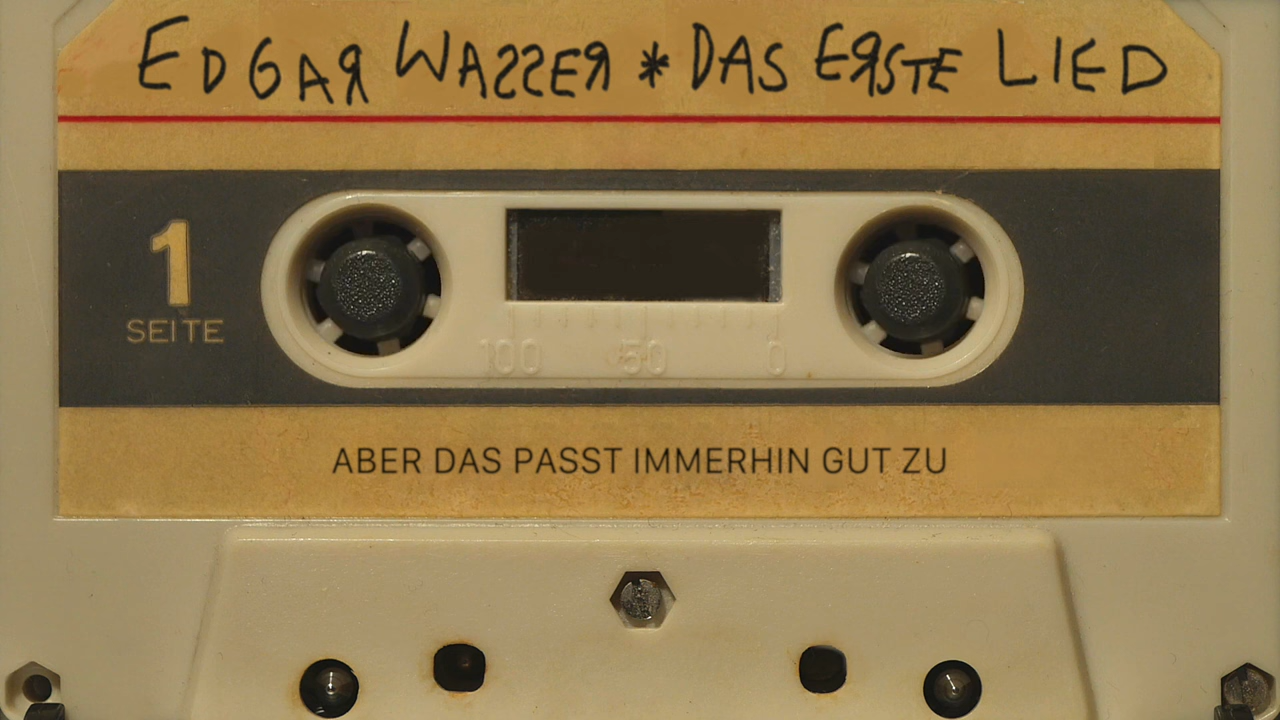 EDGAR WASSER * DAS ERSTE LIED
1
SEITE
100 50 0
ABER DAS PASST IMMERHIN GUT ZU